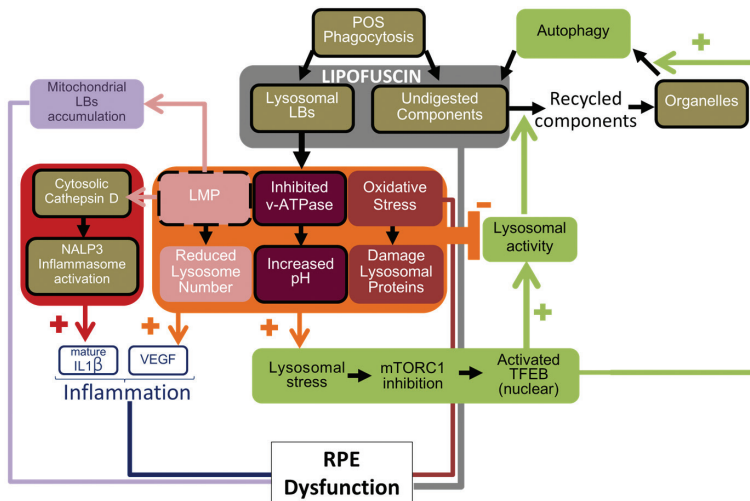 POS
Phagocytosis
Autophagy
LIPOFUSCIN
Mitochondrial
LBs
accumulation
Lysosomal
LBs
Undigested
Components
Recycled
components
Organelles
Cytosolic
Cathepsin D
LMP
Inhibited
v-ATPase
Oxidative
Stress
Lysosomal
activity
NALP3
Inflammasome
activation
Reduced
Lysosome
Number
Increased
pH
Damage
Lysosomal
Proteins
mature
IL1β
VEGF
Inflammation
Lysosomal
stress
mTORC1
inhibition
Activated
TFEB
(nuclear)
RPE
Dysfunction